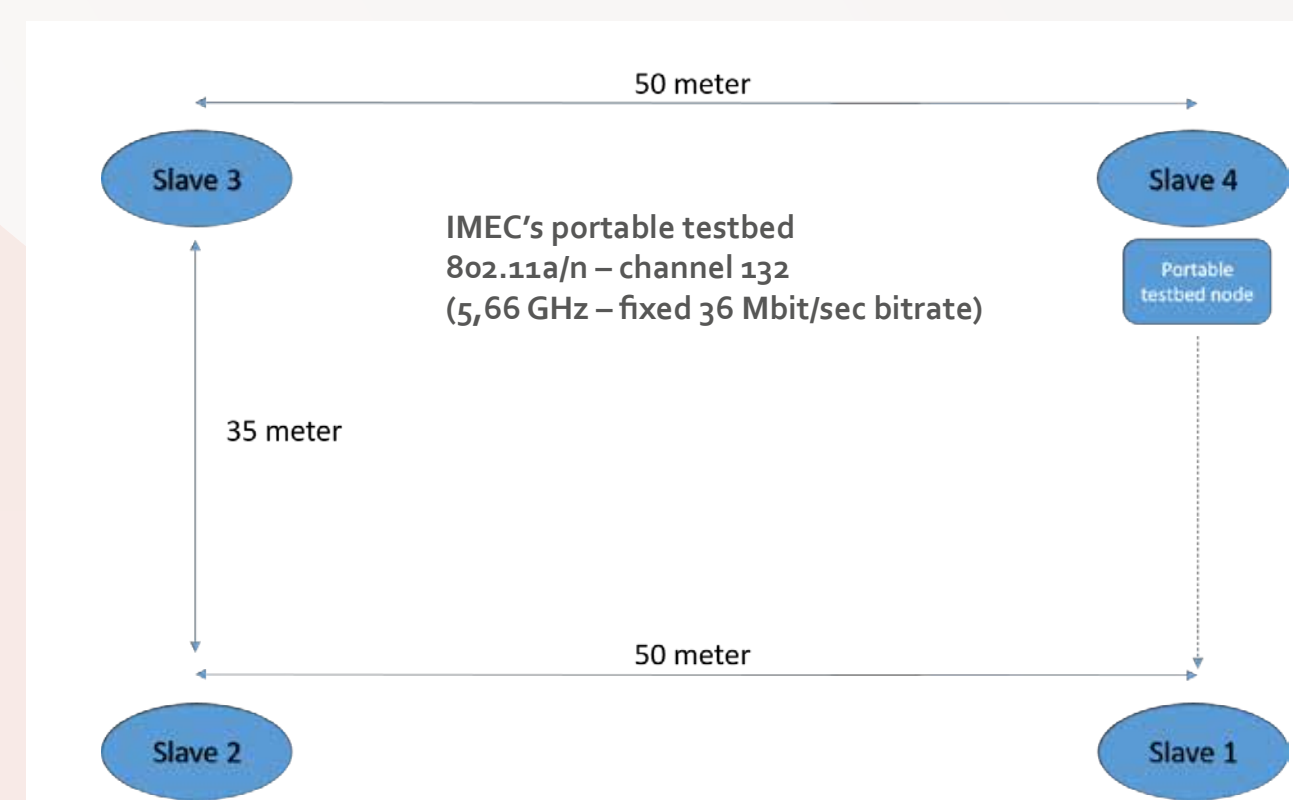 50 meter
Slave 3
Slave 4
IMEC’s portable testbed
802.11a/n – channel 132
(5,66 GHz – fixed 36 Mbit/sec bitrate)
Portable
testbed node
35 meter
50 meter
Slave 2
Slave 1